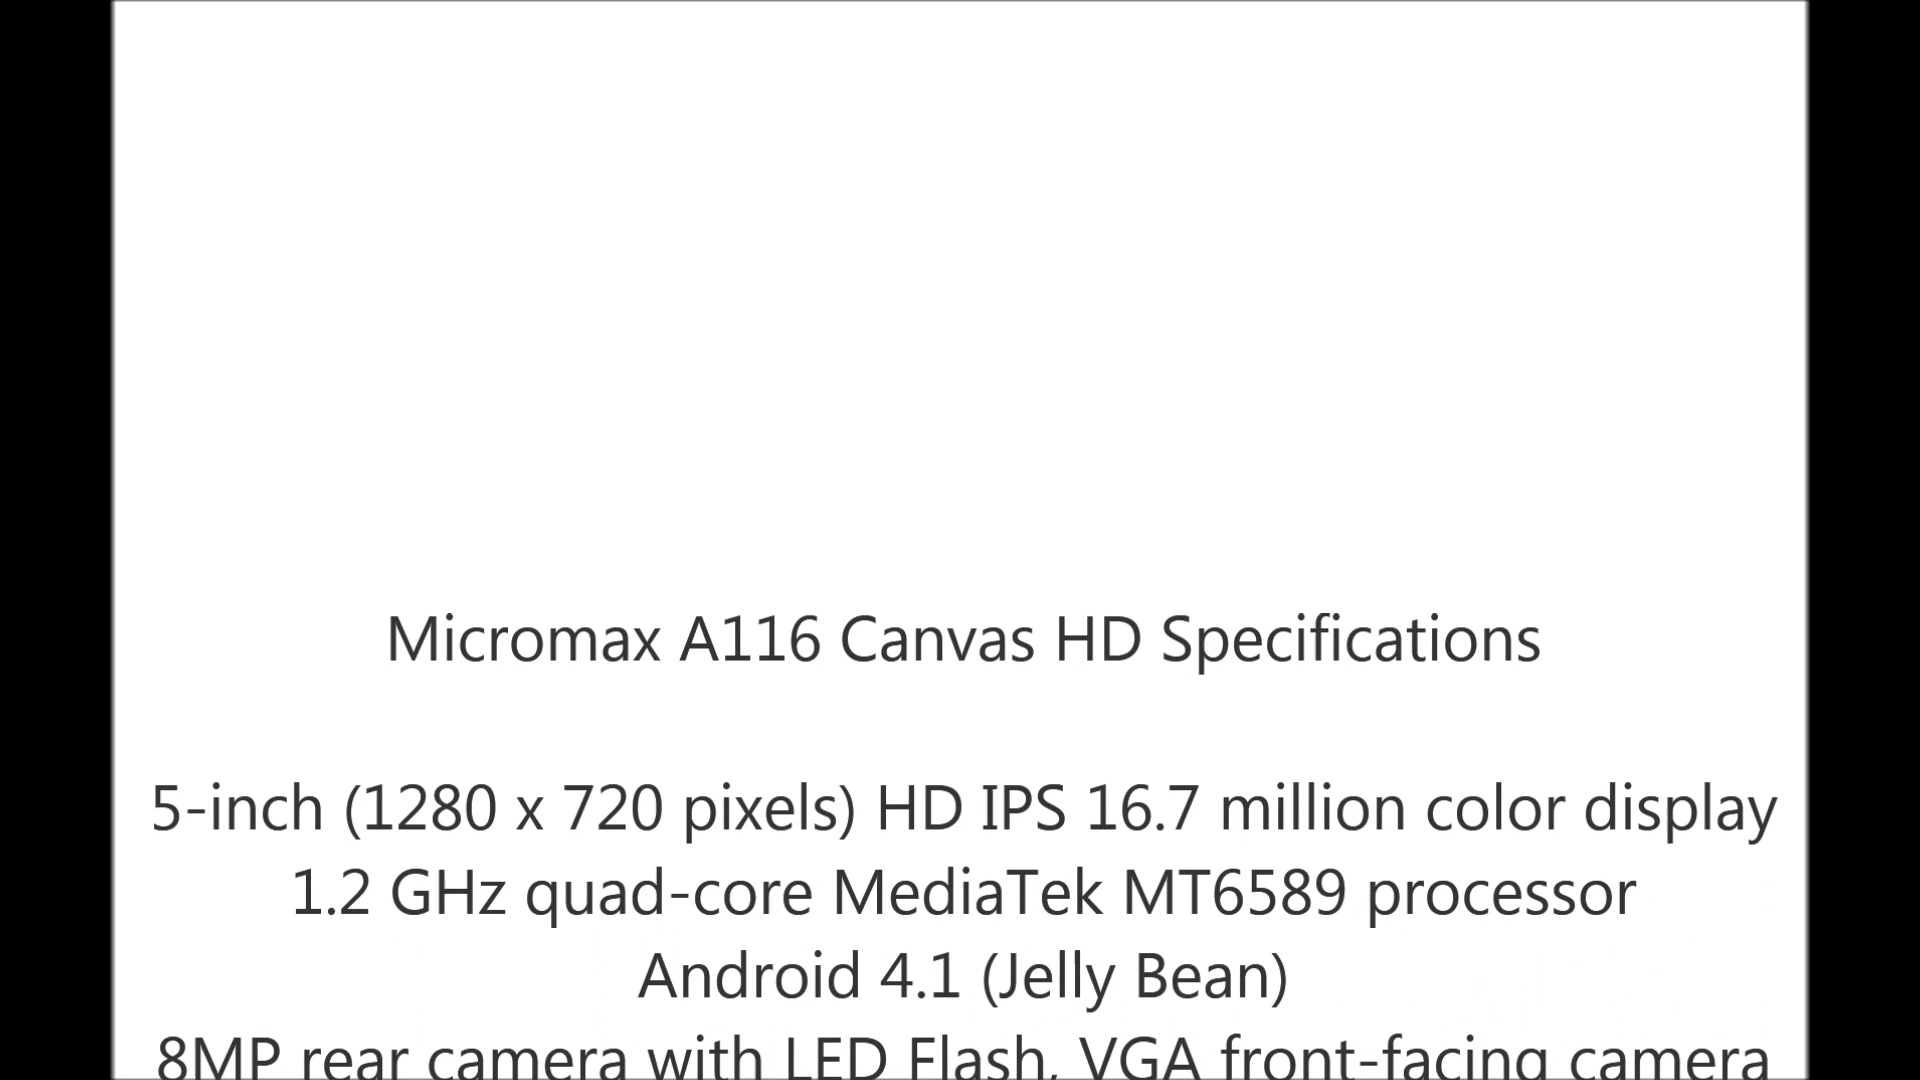 Micromax A116 Canvas HD Specifications
5-inch (1280 x 720 pixels) HD IPS 16.7 million color display
1.2 GHz quad-core MediaTek MT6589 processor
Android 4.1 (Jelly Bean)
8MP rear camera with LED Flash, VGA front-facing camera